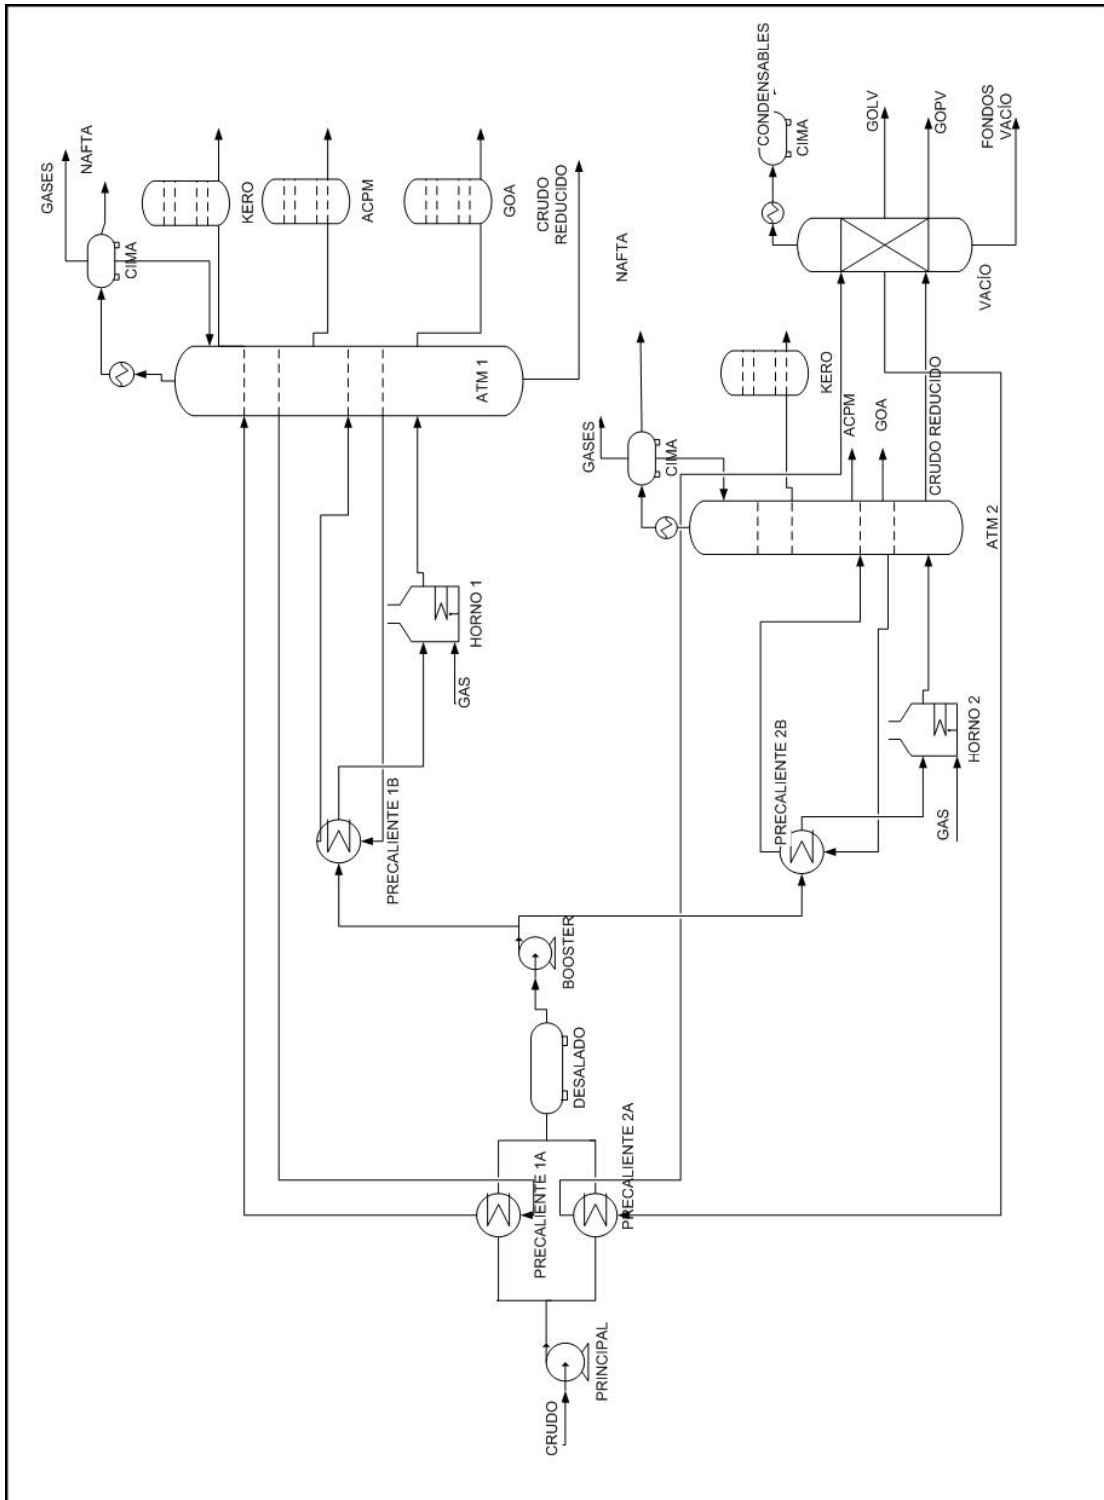 CRUDO
PRINCIPAL
PRECALIENTE 1A
PRECALIENTE 2A
DESALADO
BOOSTER
PRECALIENTE 1B
GAS
HORNO 1
ATM 1
CIMA
GASES
NAFTA
KERO
ACPM
GOA
CRUDO
REDUCIDO
PRECALIENTE 2B
GAS
HORNO 2
ATM 2
CIMA
GASES
NAFTA
KERO
ACPM
GOA
CRUDO REDUCIDO
VACÍO
CIMA
CONDENSABLES
GOLV
GOPV
FONDOS
VACÍO